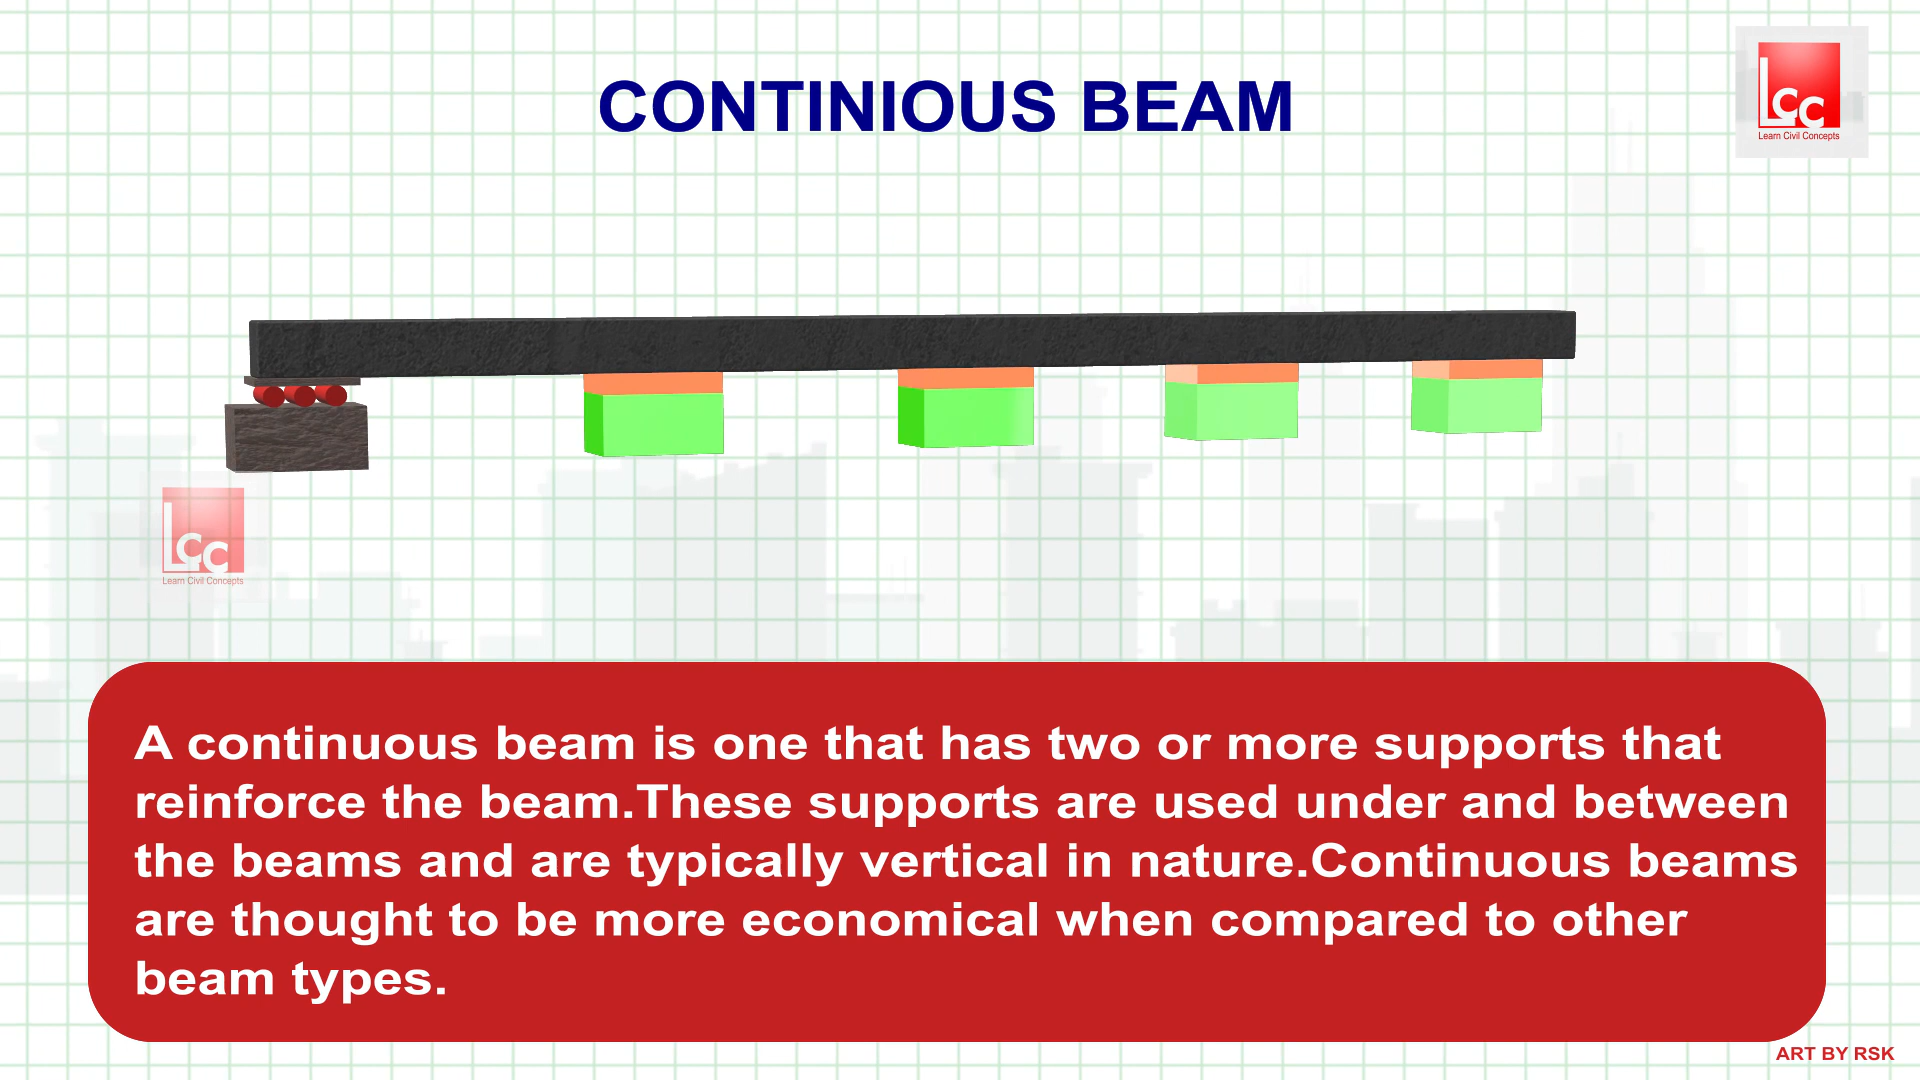 CONTINIOUS BEAM
LCC
Learn Civil Concepts
LCC
Learn Civil Concepts
A continuous beam is one that has two or more supports that
reinforce the beam.These supports are used under and between
the beams and are typically vertical in nature.Continuous beams
are thought to be more economical when compared to other
beam types.
ART BY RSK